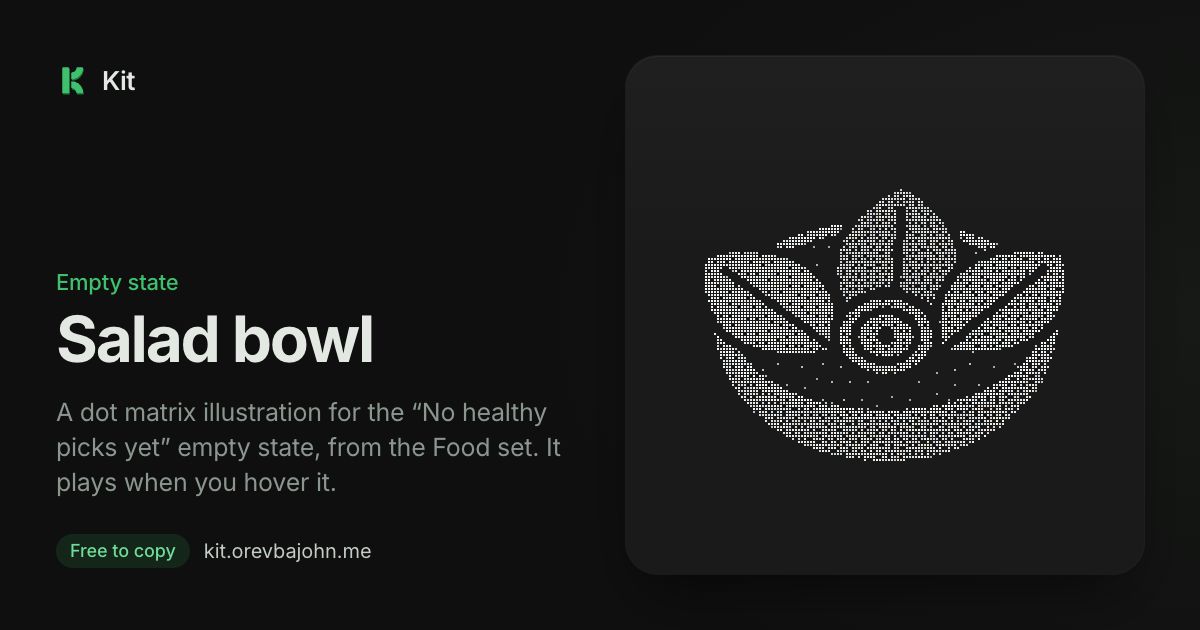 Kit
Empty state
Salad bowl
A dot matrix illustration for the “No healthy
picks yet” empty state, from the Food set. It
plays when you hover it.
Free to copy
kit.orevbajohn.me